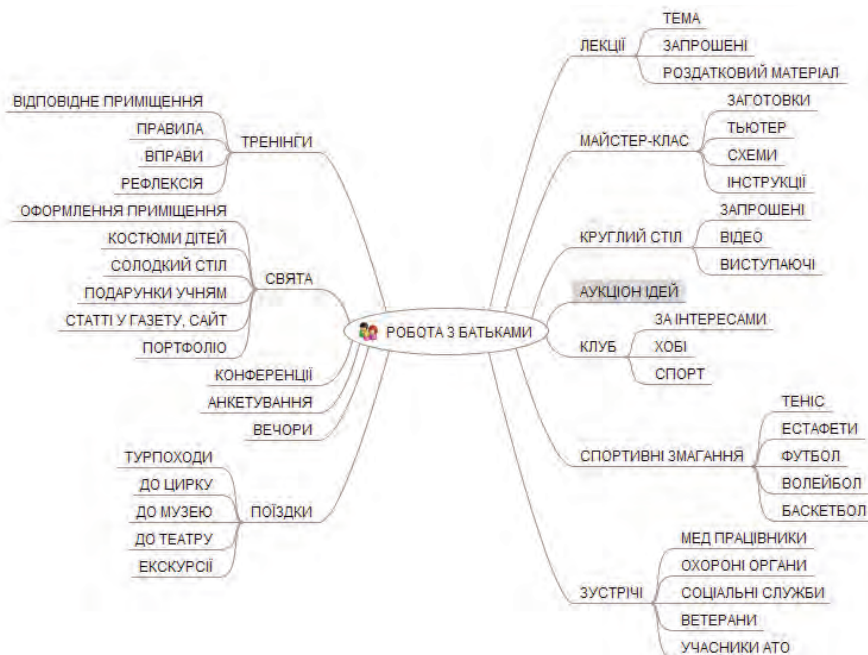 РОБОТА З БАТЬКАМИ
ЛЕКЦІЇ
ТЕМА
ЗАПРОШЕНІ
РОЗДАТКОВИЙ МАТЕРІАЛ
МАЙСТЕР-КЛАС
ЗАГОТОВКИ
ТЬЮТЕР
СХЕМИ
ІНСТРУКЦІЇ
КРУГЛИЙ СТІЛ
ЗАПРОШЕНІ
ВІДЕО
ВИСТУПАЮЧІ
АУКЦІОН ІДЕЙ
КЛУБ
ЗА ІНТЕРЕСАМИ
ХОБІ
СПОРТ
СПОРТИВНІ ЗМАГАННЯ
ТЕНІС
ЕСТАФЕТИ
ФУТБОЛ
ВОЛЕЙБОЛ
БАСКЕТБОЛ
ЗУСТРІЧІ
МЕД ПРАЦІВНИКИ
ОХОРОНІ ОРГАНИ
СОЦІАЛЬНІ СЛУЖБИ
ВЕТЕРАНИ
УЧАСНИКИ АТО
ТРЕНІНГИ
ВІДПОВІДНЕ ПРИМІЩЕННЯ
ПРАВИЛА
ВПРАВИ
РЕФЛЕКСІЯ
СВЯТА
ОФОРМЛЕННЯ ПРИМІЩЕННЯ
КОСТЮМИ ДІТЕЙ
СОЛОДКИЙ СТІЛ
ПОДАРУНКИ УЧНЯМ
СТАТТІ У ГАЗЕТУ, САЙТ
ПОРТФОЛІО
КОНФЕРЕНЦІЇ
АНКЕТУВАННЯ
ВЕЧОРИ
ПОЇЗДКИ
ТУРПОХОДИ
ДО ЦИРКУ
ДО МУЗЕЮ
ДО ТЕАТРУ
ЕКСКУРСІЇ